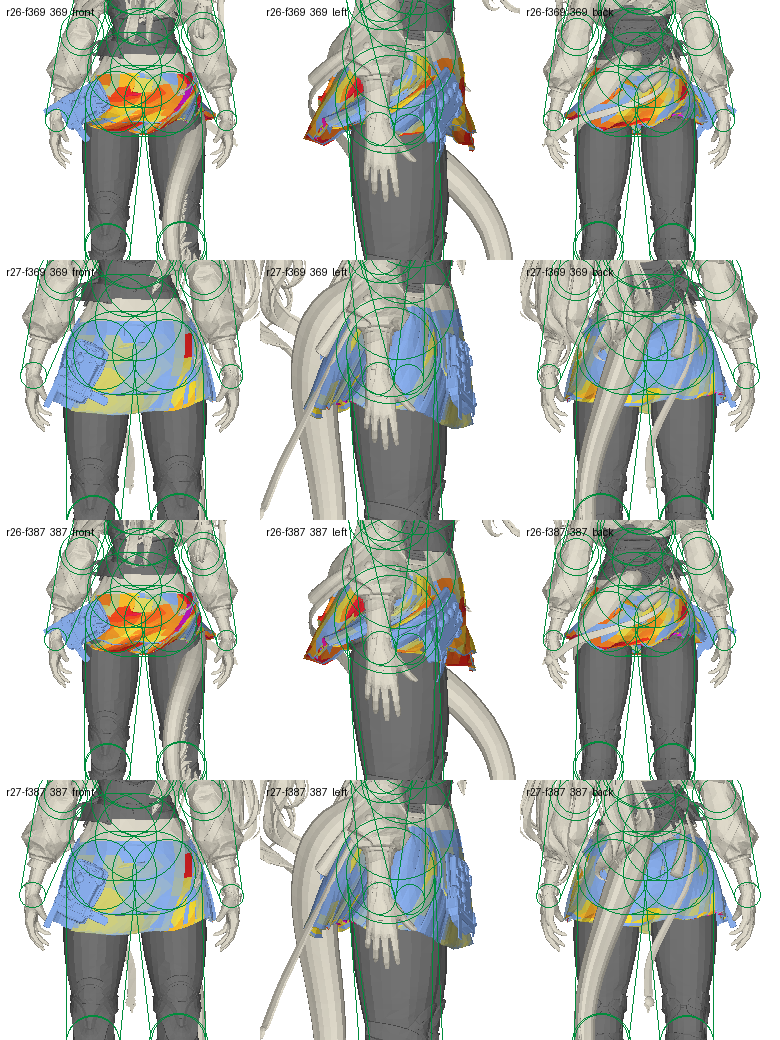 r26-f369 369 front
r26-f369 369 left
r26-f369 369 back
r27-f369 369 front
r27-f369 369 left
r27-f369 369 back
r26-f387 387 front
r26-f387 387 left
r26-f387 387 back
r27-f387 387 front
r27-f387 387 left
r27-f387 387 back